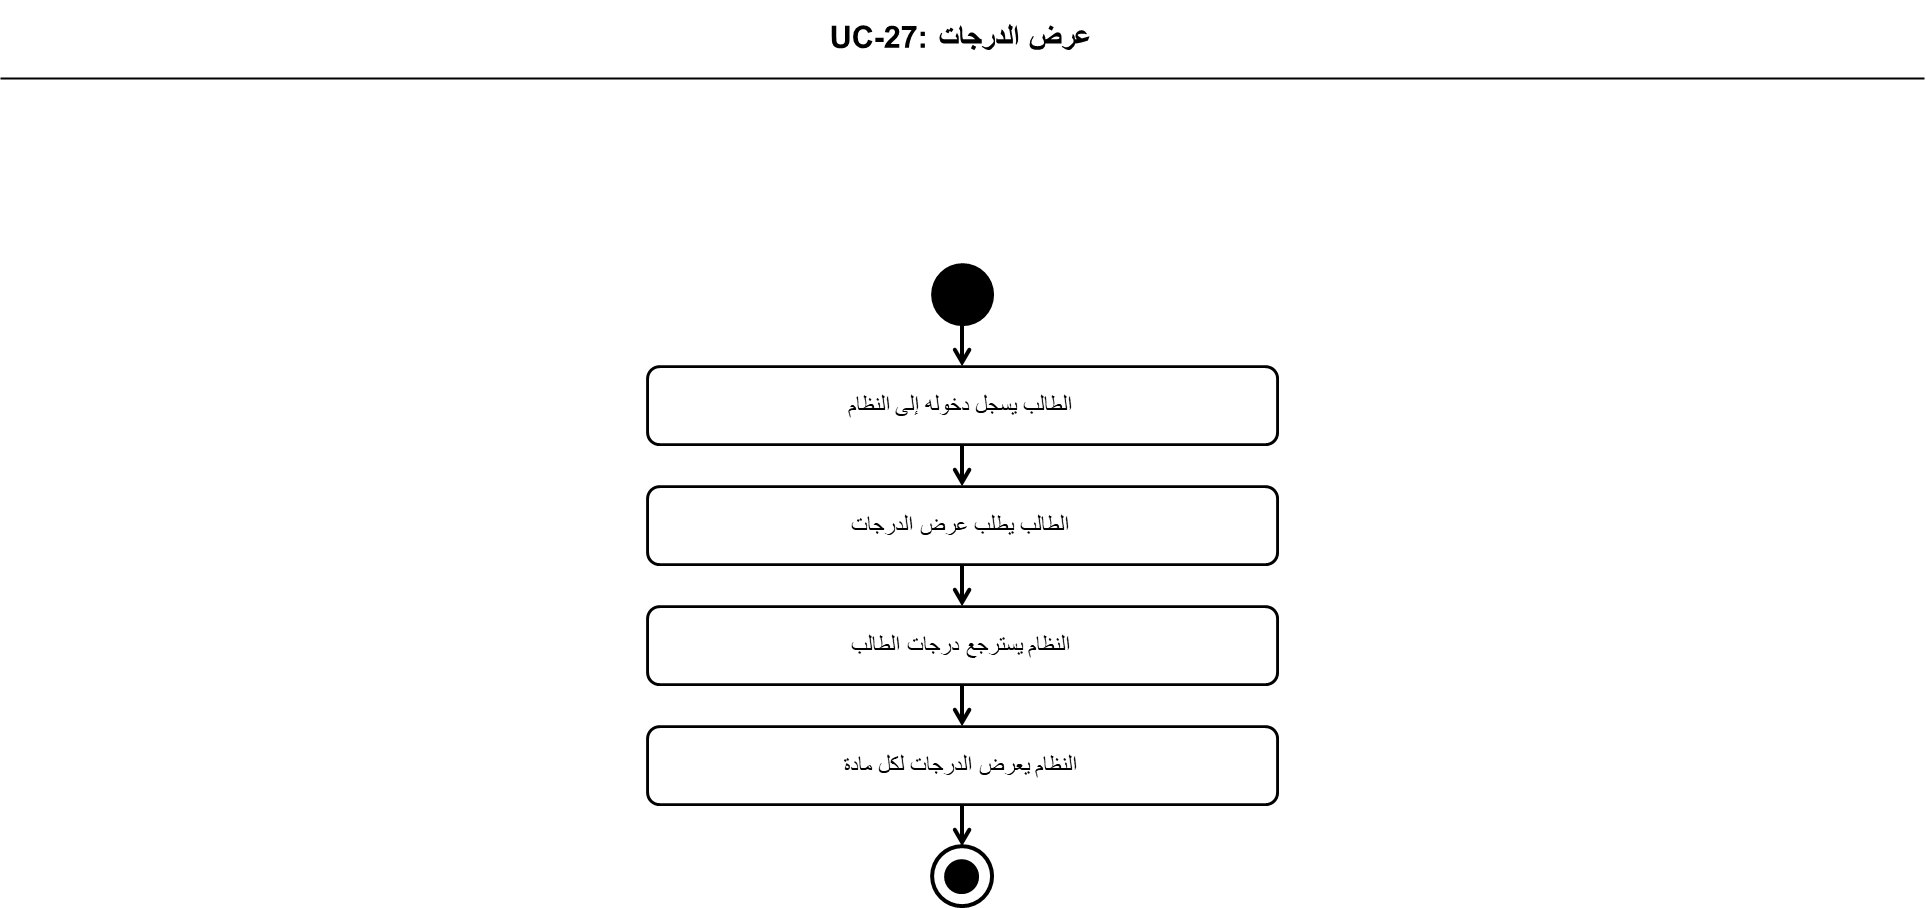 UC-27: عرض الدرجات
الطالب يسجل دخوله إلى النظام
الطالب يطلب عرض الدرجات
النظام يسترجع درجات الطالب
النظام يعرض الدرجات لكل مادة